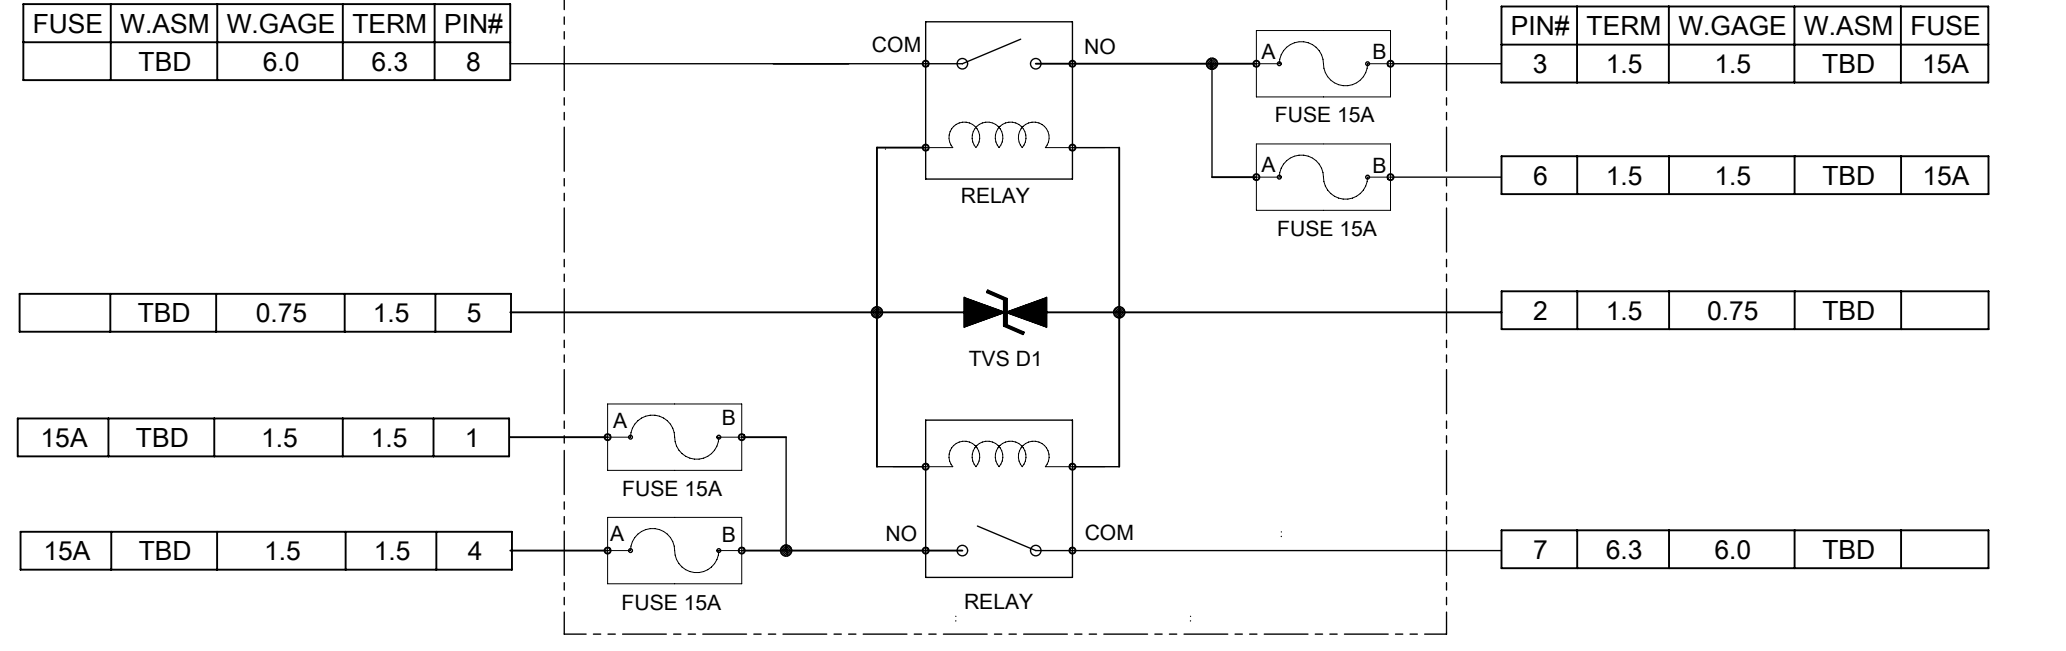 FUSE W.ASM W.GAGE TERM PIN#
TBD 6.0 6.3 8
COM
NO
A B
FUSE 15A
PIN# TERM W.GAGE W.ASM FUSE
3 1.5 1.5 TBD 15A
RELAY
A B
FUSE 15A
6 1.5 1.5 TBD 15A
TBD 0.75 1.5 5
TVS D1
2 1.5 0.75 TBD
15A TBD 1.5 1.5 1
A B
FUSE 15A
15A TBD 1.5 1.5 4
A B
FUSE 15A
NO
COM
RELAY
7 6.3 6.0 TBD